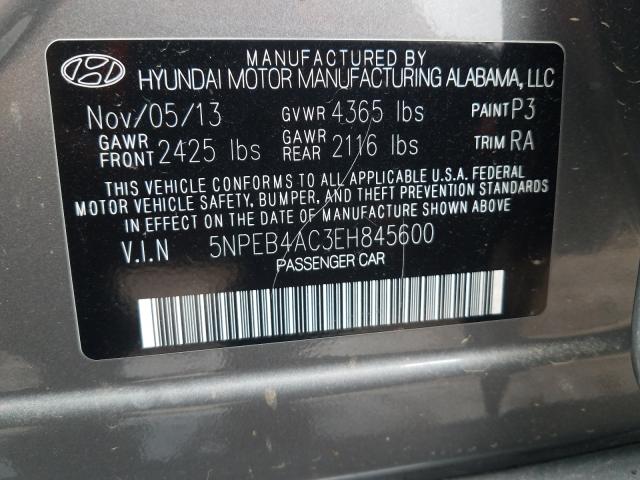 MANUFACTURED BY
HYUNDAI MOTOR MANUFACTURING ALABAMA, LLC
Nov/05/13 GVWR 4365 lbs PAINT P3
GAWR FRONT 2425 lbs GAWR REAR 2116 lbs TRIM RA
THIS VEHICLE CONFORMS TO ALL APPLICABLE U.S.A. FEDERAL
MOTOR VEHICLE SAFETY, BUMPER, AND THEFT PREVENTION STANDARDS
IN EFFECT ON THE DATE OF MANUFACTURE SHOWN ABOVE
V.I.N 5NPEB4AC3EH845600
PASSENGER CAR